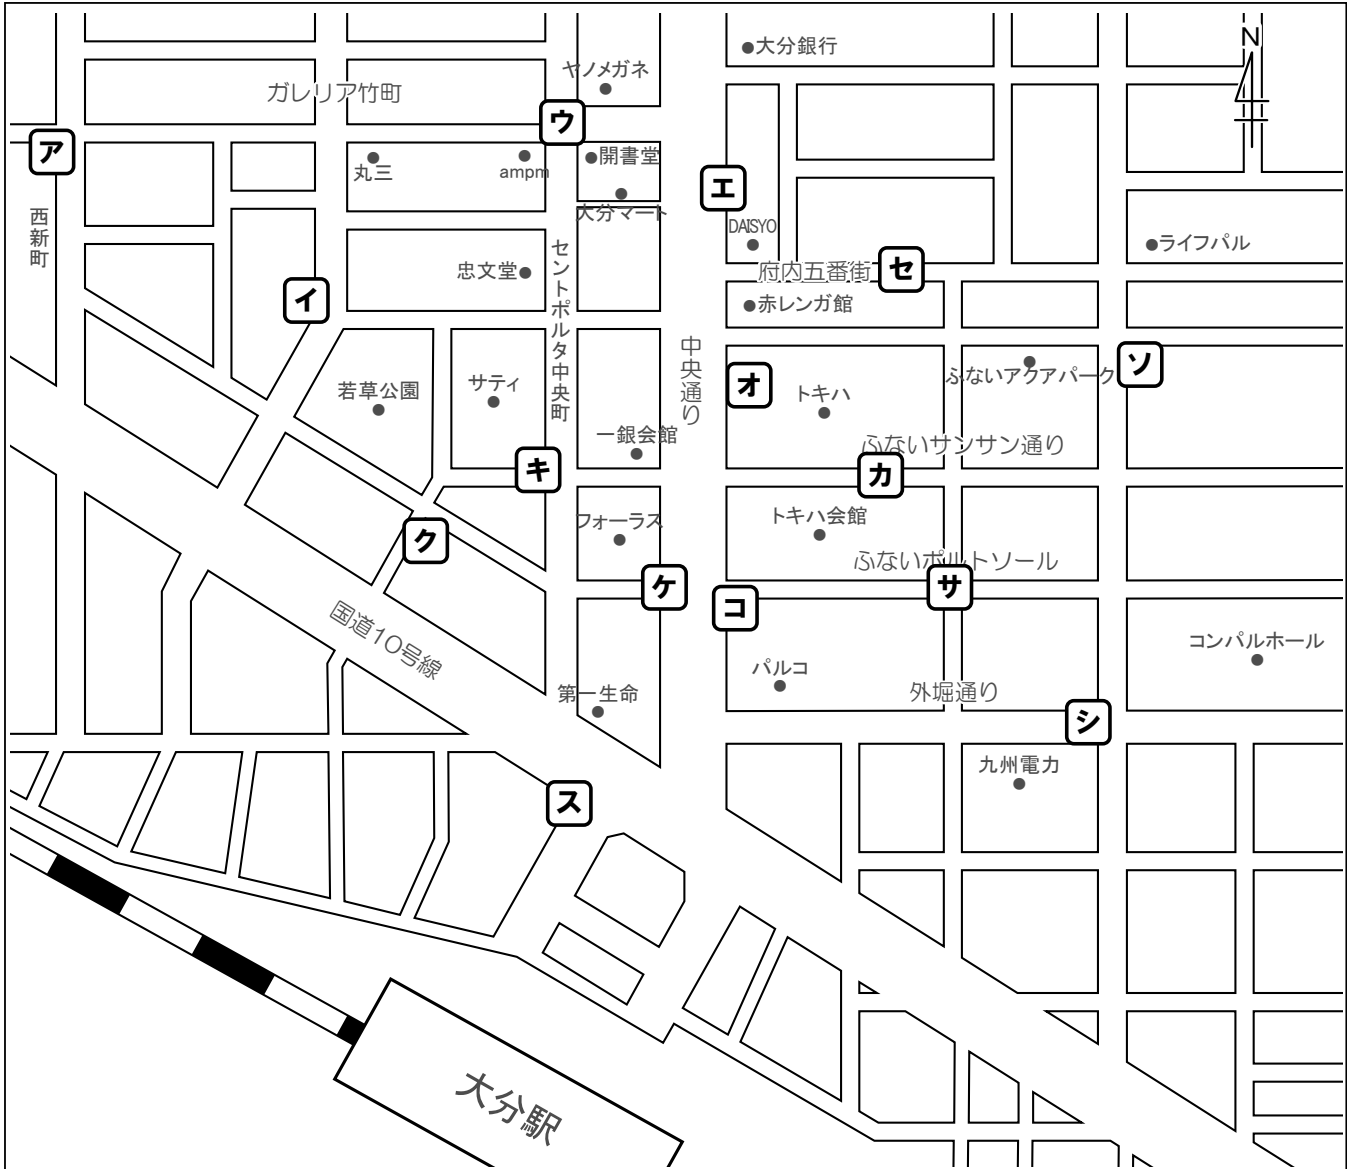 大分銀行
N
ヤノメガネ
ガレリア竹町
ウ
ア
開書堂
丸三
ampm
エ
大分マート
西新町
DAISYO
ライフパル
セントポルタ中央町
忠文堂
府内五番街
セ
イ
赤レンガ館
中央通り
ソ
ふないアクアパーク
サティ
若草公園
オ
トキハ
一銀会館
ふないサンサン通り
キ
カ
フォーラス
トキハ会館
ク
ふないポルトソール
ケ
コ
サ
国道10号線
コンパルホール
パルコ
第一生命
外堀通り
シ
九州電力
ス
大分駅